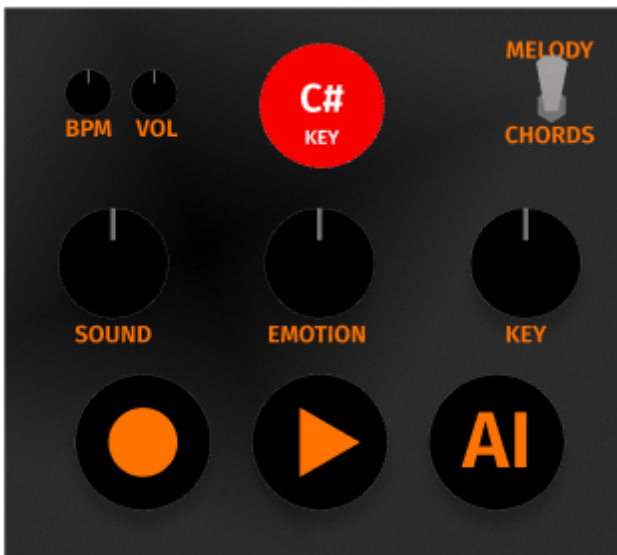 MELODY
C#
KEY
BPM VOL
CHORDS
SOUND EMOTION KEY
AI